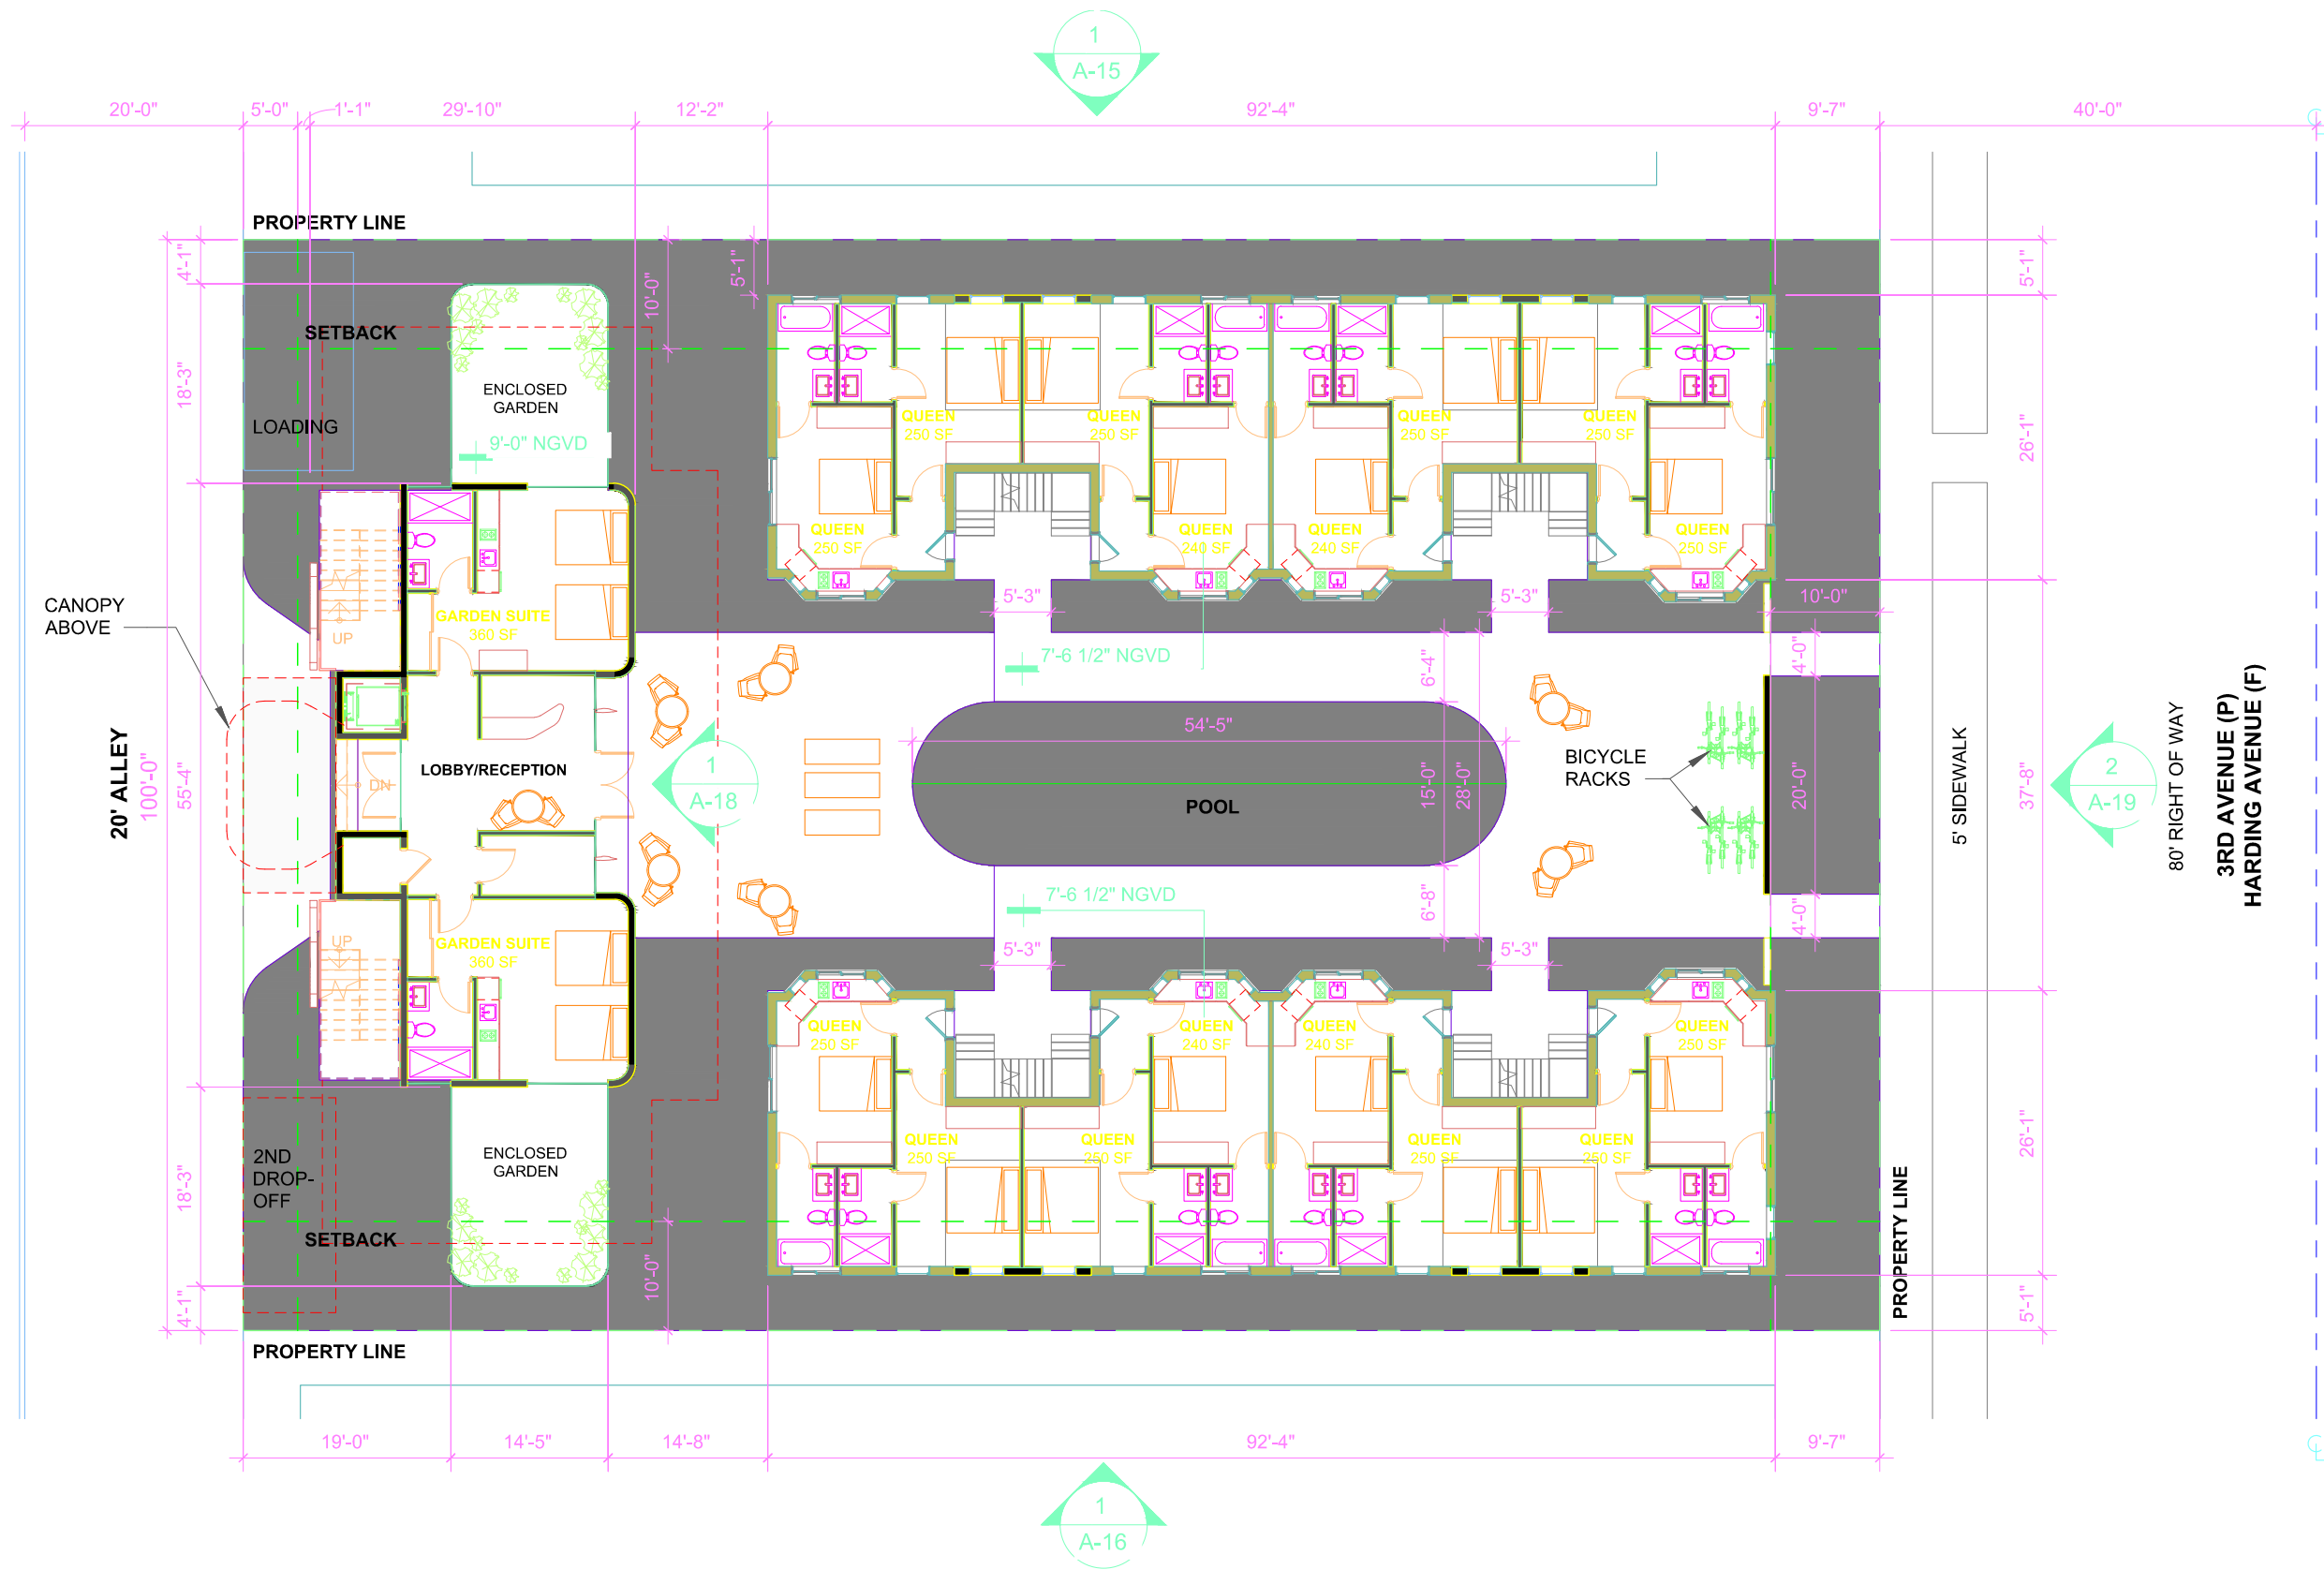 1
A-15
20'-0"
5'-0"
1'-1"
29'-10"
12'-2"
92'-4"
9'-7"
40'-0"
PROPERTY LINE
4'-1"
10'-0"
5'-1"
5'-1"
SETBACK
18'-3"
ENCLOSED
GARDEN
LOADING
9'-0" NGVD
QUEEN
250 SF
QUEEN
250 SF
QUEEN
250 SF
QUEEN
250 SF
26'-1"
QUEEN
250 SF
QUEEN
240 SF
QUEEN
240 SF
QUEEN
250 SF
CANOPY
ABOVE
UP
GARDEN SUITE
360 SF
5'-3"
5'-3"
10'-0"
7'-6 1/2" NGVD
6'-4"
4'-0"
20' ALLEY
100'-0"
55'-4"
DN
LOBBY/RECEPTION
1
A-18
54'-5"
POOL
15'-0"
28'-0"
BICYCLE
RACKS
20'-0"
5' SIDEWALK
37'-8"
2
A-19
80' RIGHT OF WAY
3RD AVENUE (P)
HARDING AVENUE (F)
7'-6 1/2" NGVD
6'-8"
4'-0"
UP
GARDEN SUITE
360 SF
5'-3"
5'-3"
QUEEN
250 SF
QUEEN
240 SF
QUEEN
240 SF
QUEEN
250 SF
2ND
DROP-
OFF
ENCLOSED
GARDEN
QUEEN
250 SF
QUEEN
250 SF
QUEEN
250 SF
QUEEN
250 SF
26'-1"
18'-3"
SETBACK
10'-0"
4'-1"
5'-1"
PROPERTY LINE
PROPERTY LINE
19'-0"
14'-5"
14'-8"
92'-4"
9'-7"
1
A-16